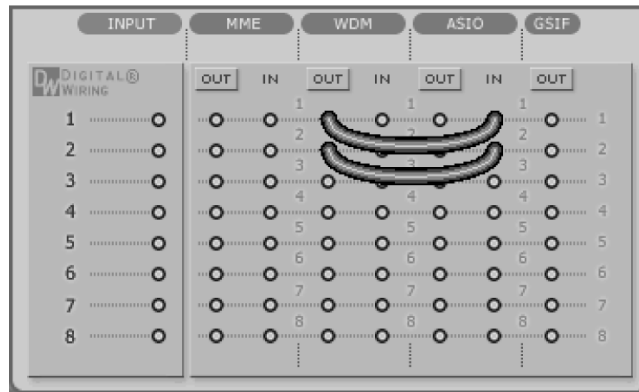 INPUT MME WDM ASIO GSIF
DIGITAL® WIRING OUT IN OUT IN OUT IN OUT
1 1 1 1 1
2 2 2 2 2
3 3 3 3 3
4 4 4 4 4
5 5 5 5 5
6 6 6 6 6
7 7 7 7 7
8 8 8 8 8